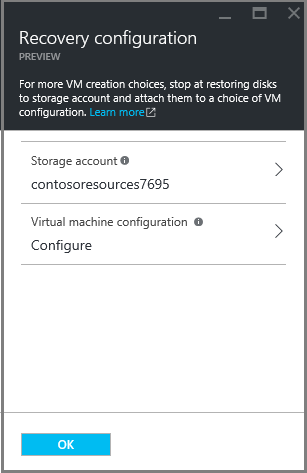 Recovery configuration
PREVIEW
For more VM creation choices, stop at restoring disks
to storage account and attach them to a choice of VM
configuration. Learn more
Storage account
contosoresources7695
Virtual machine configuration
Configure
OK